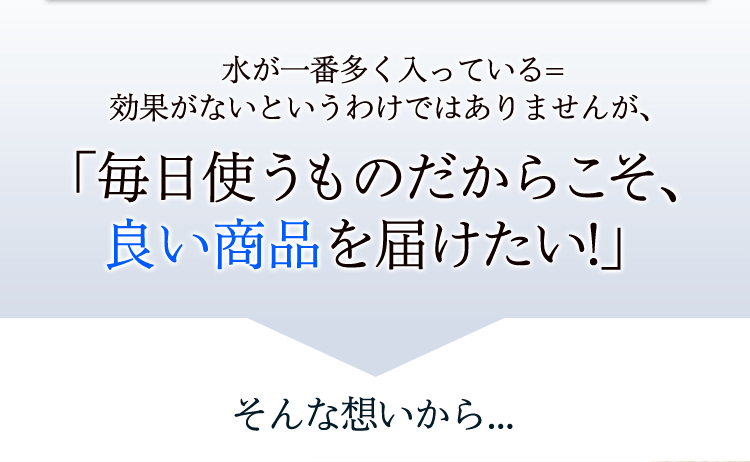 水が一番多く入っている=
効果がないというわけではありませんが、
「毎日使うものだからこそ、
良い商品を届けたい!」
そんな想いから...